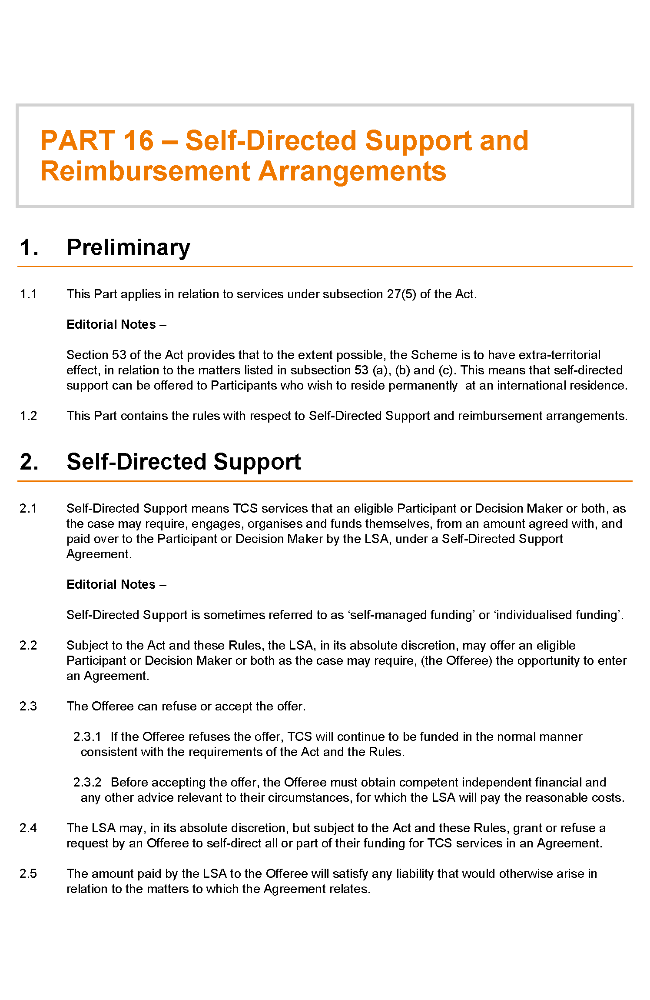 PART 16 – Self-Directed Support and
Reimbursement Arrangements
1. Preliminary
1.1 This Part applies in relation to services under subsection 27(5) of the Act.
Editorial Notes –
Section 53 of the Act provides that to the extent possible, the Scheme is to have extra-territorial
effect, in relation to the matters listed in subsection 53 (a), (b) and (c). This means that self-directed
support can be offered to Participants who wish to reside permanently at an international residence.
1.2 This Part contains the rules with respect to Self-Directed Support and reimbursement arrangements.
2. Self-Directed Support
2.1 Self-Directed Support means TCS services that an eligible Participant or Decision Maker or both, as
the case may require, engages, organises and funds themselves, from an amount agreed with, and
paid over to the Participant or Decision Maker by the LSA, under a Self-Directed Support
Agreement.
Editorial Notes –
Self-Directed Support is sometimes referred to as ‘self-managed funding’ or ‘individualised funding’.
2.2 Subject to the Act and these Rules, the LSA, in its absolute discretion, may offer an eligible
Participant or Decision Maker or both as the case may require, (the Offeree) the opportunity to enter
an Agreement.
2.3 The Offeree can refuse or accept the offer.
2.3.1 If the Offeree refuses the offer, TCS will continue to be funded in the normal manner
consistent with the requirements of the Act and the Rules.
2.3.2 Before accepting the offer, the Offeree must obtain competent independent financial and
any other advice relevant to their circumstances, for which the LSA will pay the reasonable costs.
2.4 The LSA may, in its absolute discretion, but subject to the Act and these Rules, grant or refuse a
request by an Offeree to self-direct all or part of their funding for TCS services in an Agreement.
2.5 The amount paid by the LSA to the Offeree will satisfy any liability that would otherwise arise in
relation to the matters to which the Agreement relates.